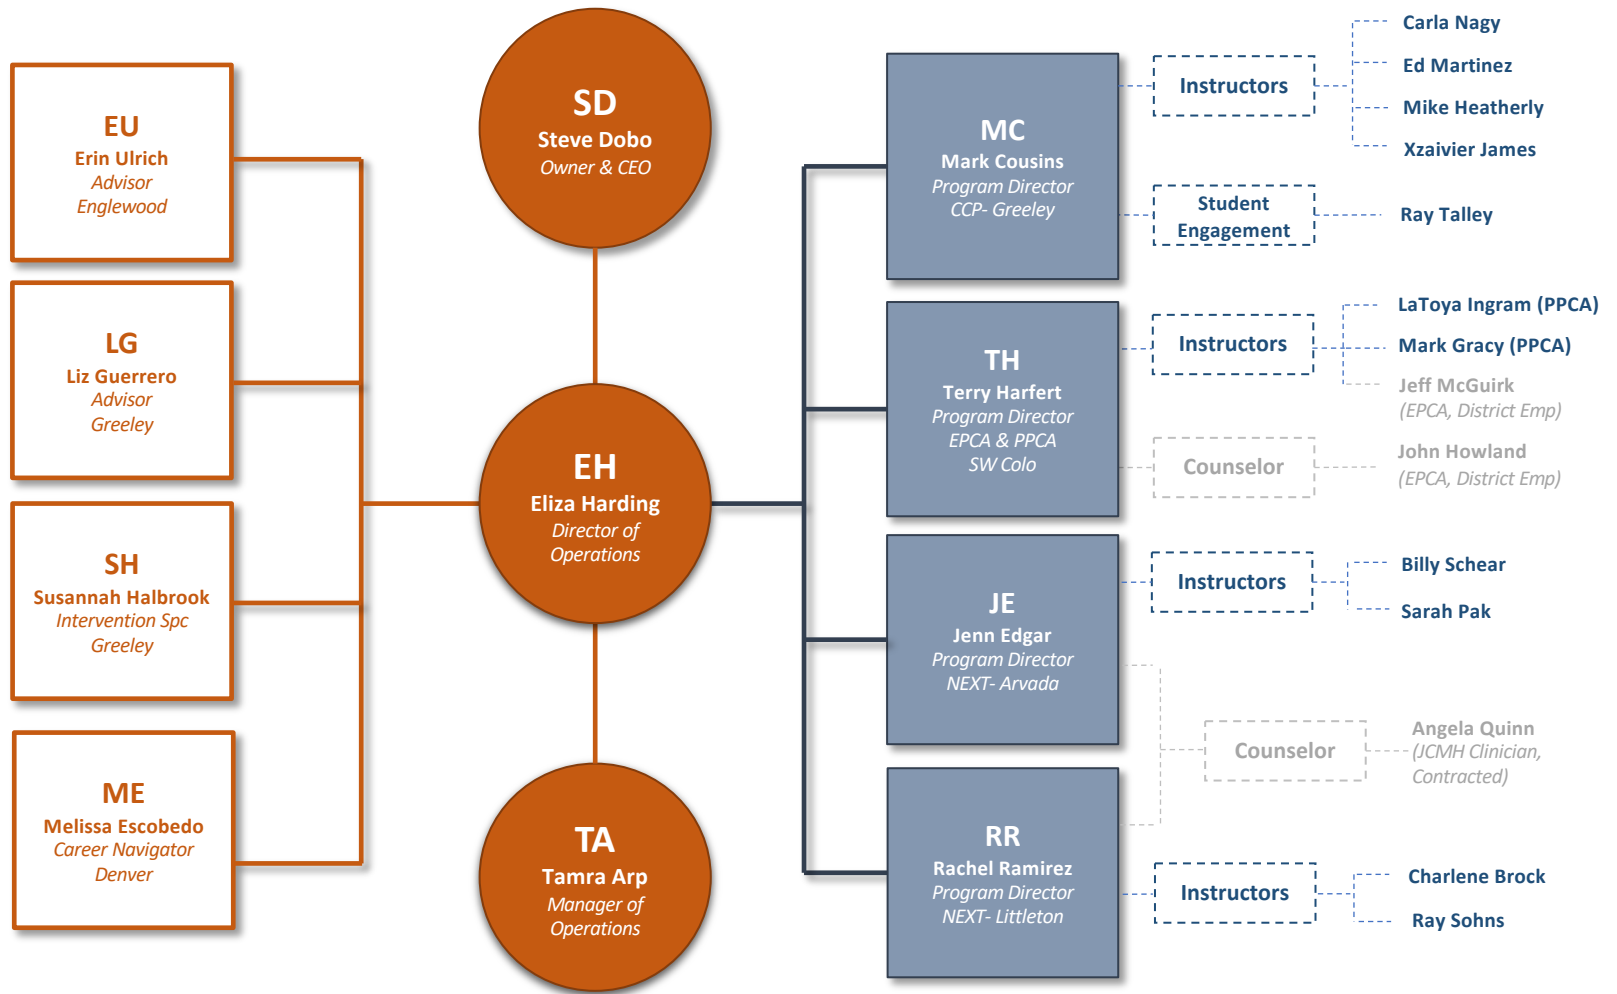 EU
Erin Ulrich
Advisor
Englewood
LG
Liz Guerrero
Advisor
Greeley
SH
Susannah Halbrook
Intervention Spc
Greeley
ME
Melissa Escobedo
Career Navigator
Denver
SD
Steve Dobo
Owner & CEO
EH
Eliza Harding
Director of
Operations
TA
Tamra Arp
Manager of
Operations
MC
Mark Cousins
Program Director
CCP- Greeley
Instructors
Carla Nagy
Ed Martinez
Mike Heatherly
Xzaivier James
Student
Engagement
Ray Talley
TH
Terry Harfert
Program Director
EPCA & PPCA
SW Colo
Instructors
LaToya Ingram (PPCA)
Mark Gracy (PPCA)
Jeff McGuirk
(EPCA, District Emp)
Counselor
John Howland
(EPCA, District Emp)
JE
Jenn Edgar
Program Director
NEXT- Arvada
Instructors
Billy Schear
Sarah Pak
Counselor
Angela Quinn
(JCMH Clinician,
Contracted)
RR
Rachel Ramirez
Program Director
NEXT- Littleton
Instructors
Charlene Brock
Ray Sohns